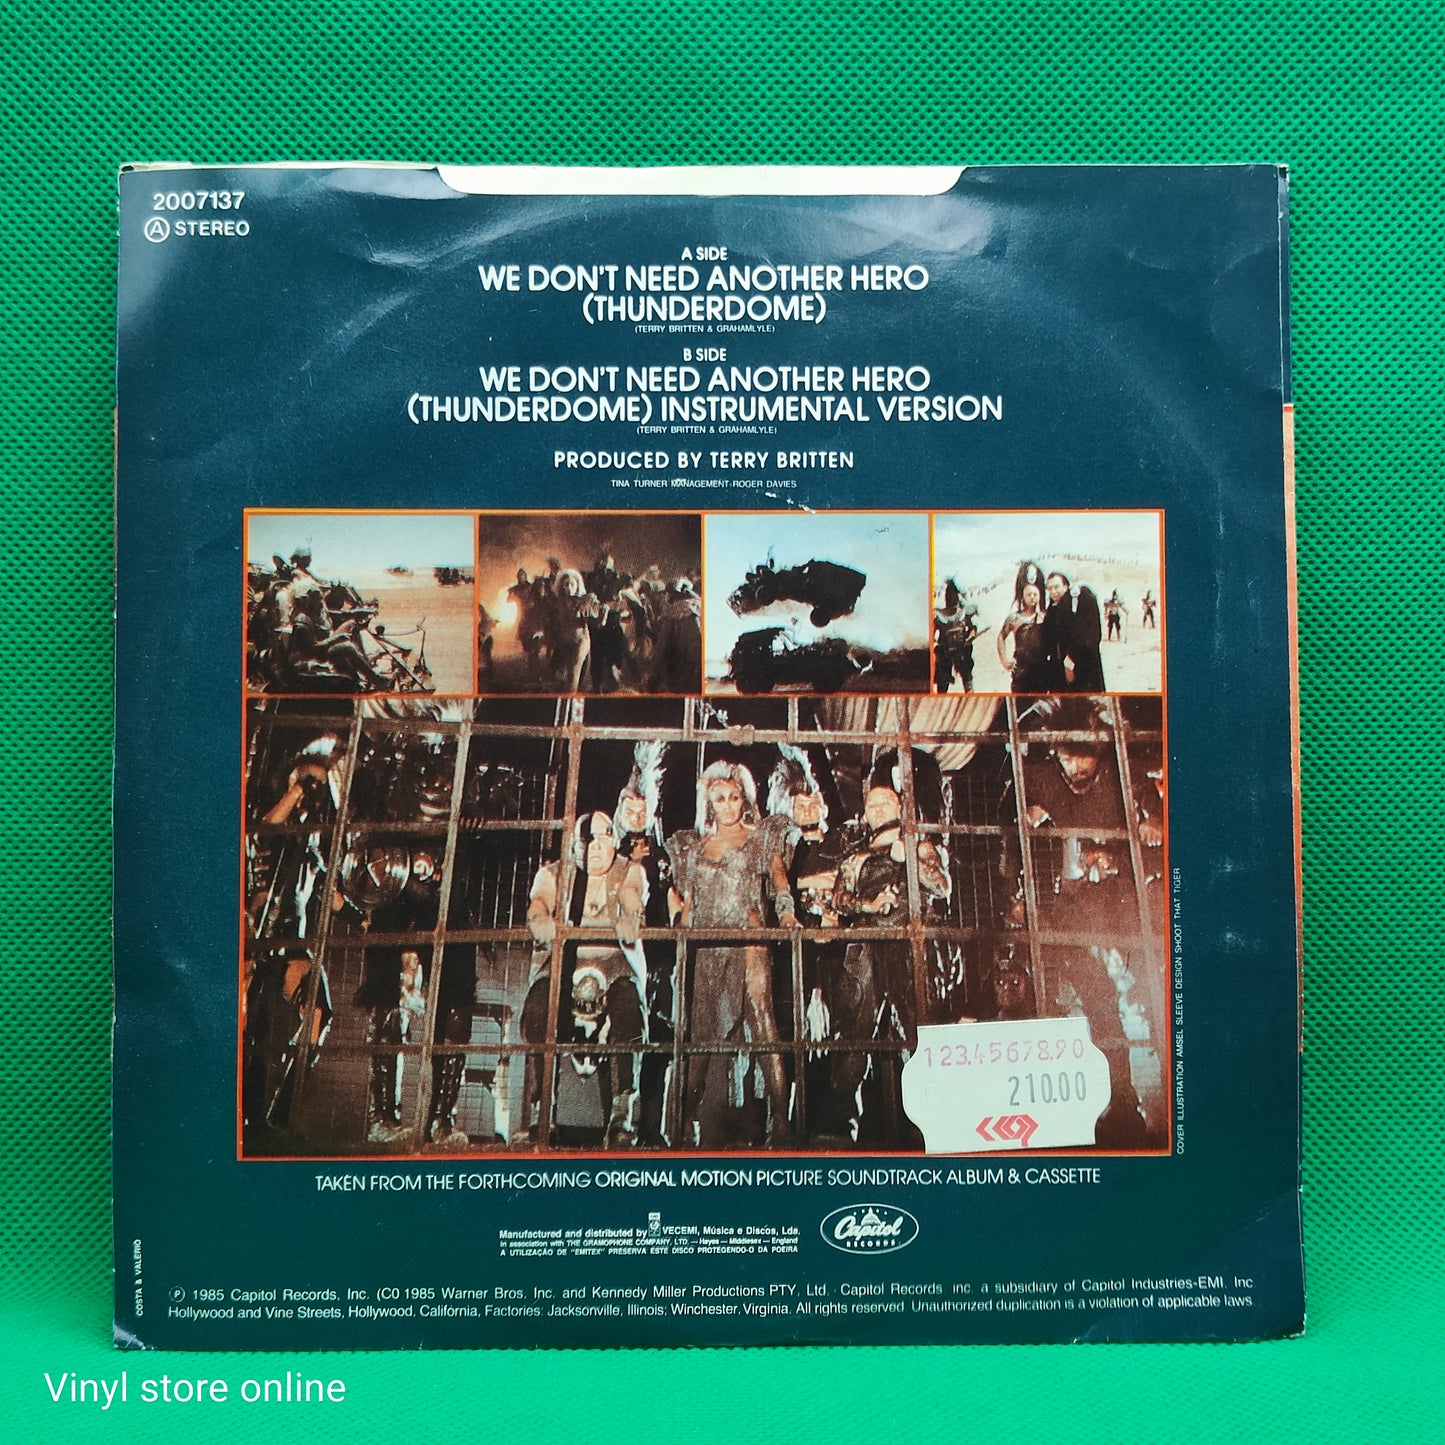 2007137
Ⓐ STEREO
A SIDE
WE DON'T NEED ANOTHER HERO
(THUNDERDOME)
(TERRY BRITTEN & GRAHAMLYLE)
B SIDE
WE DON'T NEED ANOTHER HERO
(THUNDERDOME) INSTRUMENTAL VERSION
(TERRY BRITTEN & GRAHAMLYLE)
PRODUCED BY TERRY BRITTEN
TINA TURNER MANAGEMENT ROGER DAVIES
COVER ILLUSTRATION AMSEL SLEEVE DESIGN SHOOT THAT TIGER
123.45678.90
210.00
TAKEN FROM THE FORTHCOMING ORIGINAL MOTION PICTURE SOUNDTRACK ALBUM & CASSETTE
Manufactured and distributed by VECEMI, Música e Discos, Lda.
in association with THE GRAMOPHONE COMPANY, LTD. — Hayes — Middlesex — England
A UTILIZAÇÃO DE "EMITEX" PRESERVA ESTE DISCO PROTEGENDO-O DA POEIRA
Capitol
RECORDS
COSTA & VALÉRIO
℗ 1985 Capitol Records, Inc. (C0 1985 Warner Bros. Inc. and Kennedy Miller Productions PTY, Ltd. Capitol Records Inc. a subsidiary of Capitol Industries-EMI, Inc
Hollywood and Vine Streets, Hollywood, California, Factories: Jacksonville, Illinois; Winchester, Virginia. All rights reserved. Unauthorized duplication is a violation of applicable laws
Vinyl store online